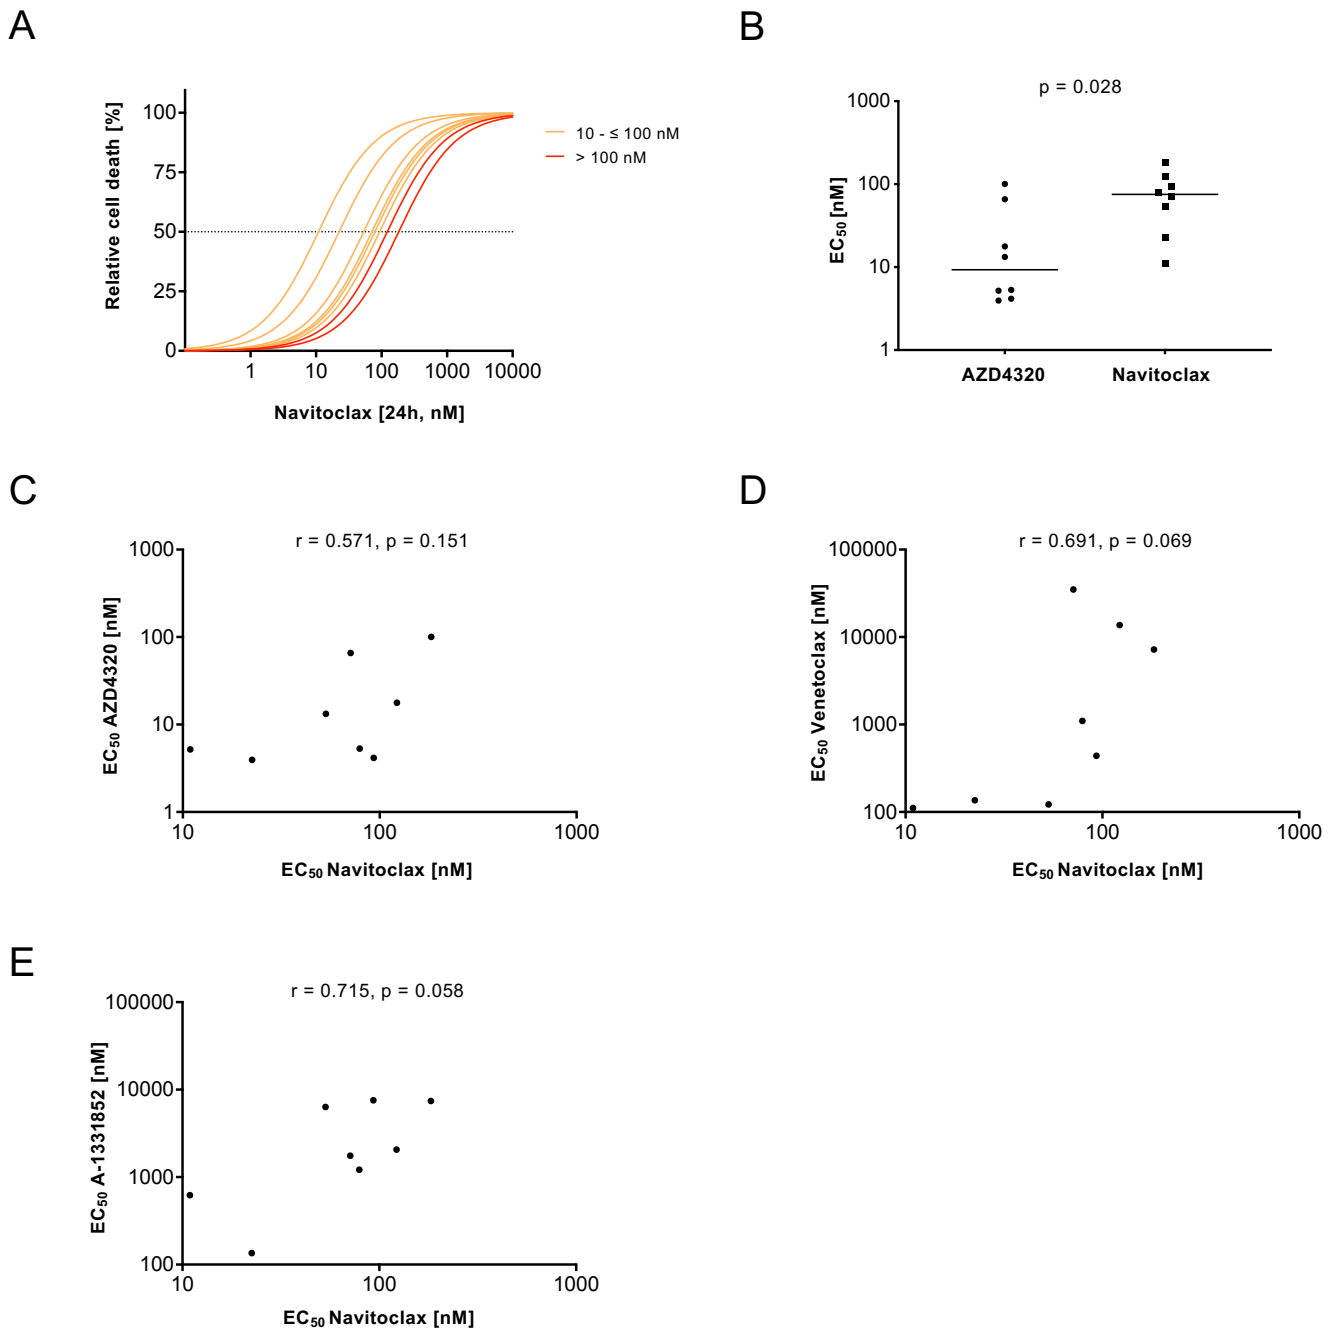 A
B
Relative cell death [%]
100
75
50
25
0
1
10
100
1000
10000
Navitoclax [24h, nM]
10 - ≤ 100 nM
> 100 nM
p = 0.028
EC₅₀ [nM]
1000
100
10
1
AZD4320
Navitoclax
C
D
r = 0.571, p = 0.151
EC₅₀ AZD4320 [nM]
1000
100
10
1
10
100
1000
EC₅₀ Navitoclax [nM]
r = 0.691, p = 0.069
EC₅₀ Venetoclax [nM]
100000
10000
1000
100
10
100
1000
EC₅₀ Navitoclax [nM]
E
r = 0.715, p = 0.058
EC₅₀ A-1331852 [nM]
100000
10000
1000
100
10
100
1000
EC₅₀ Navitoclax [nM]